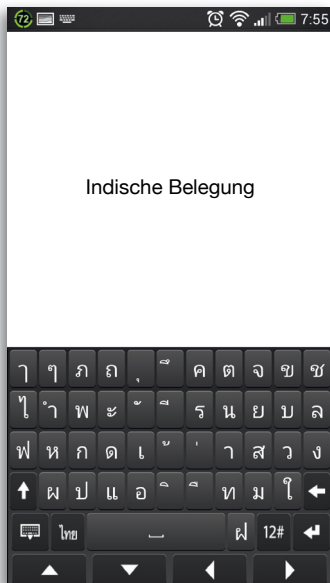 72 7:55
Indische Belegung
ๅ ๆ ภ ถ ุ ึ ค ต จ ข ช
ไ ำ พ ะ ั ี ร น ย บ ล
ฟ ห ก ด เ ้ ่ า ส ว ง
ผ ป แ อ ิ ื ท ม ใ
ไทย ฝ 12#